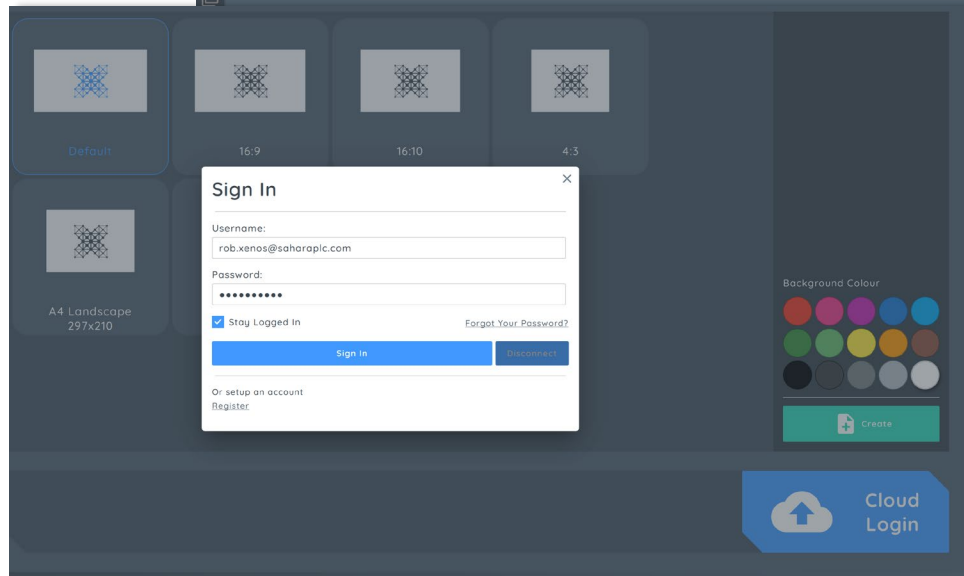 Default
16:9
16:10
4:3
Sign In
Username:
rob.xenos@saharaplc.com
Password:
Stay Logged In
Forgot Your Password?
Sign In
Disconnect
Or setup an account
Register
A4 Landscape
297x210
Background Colour
Create
Cloud
Login